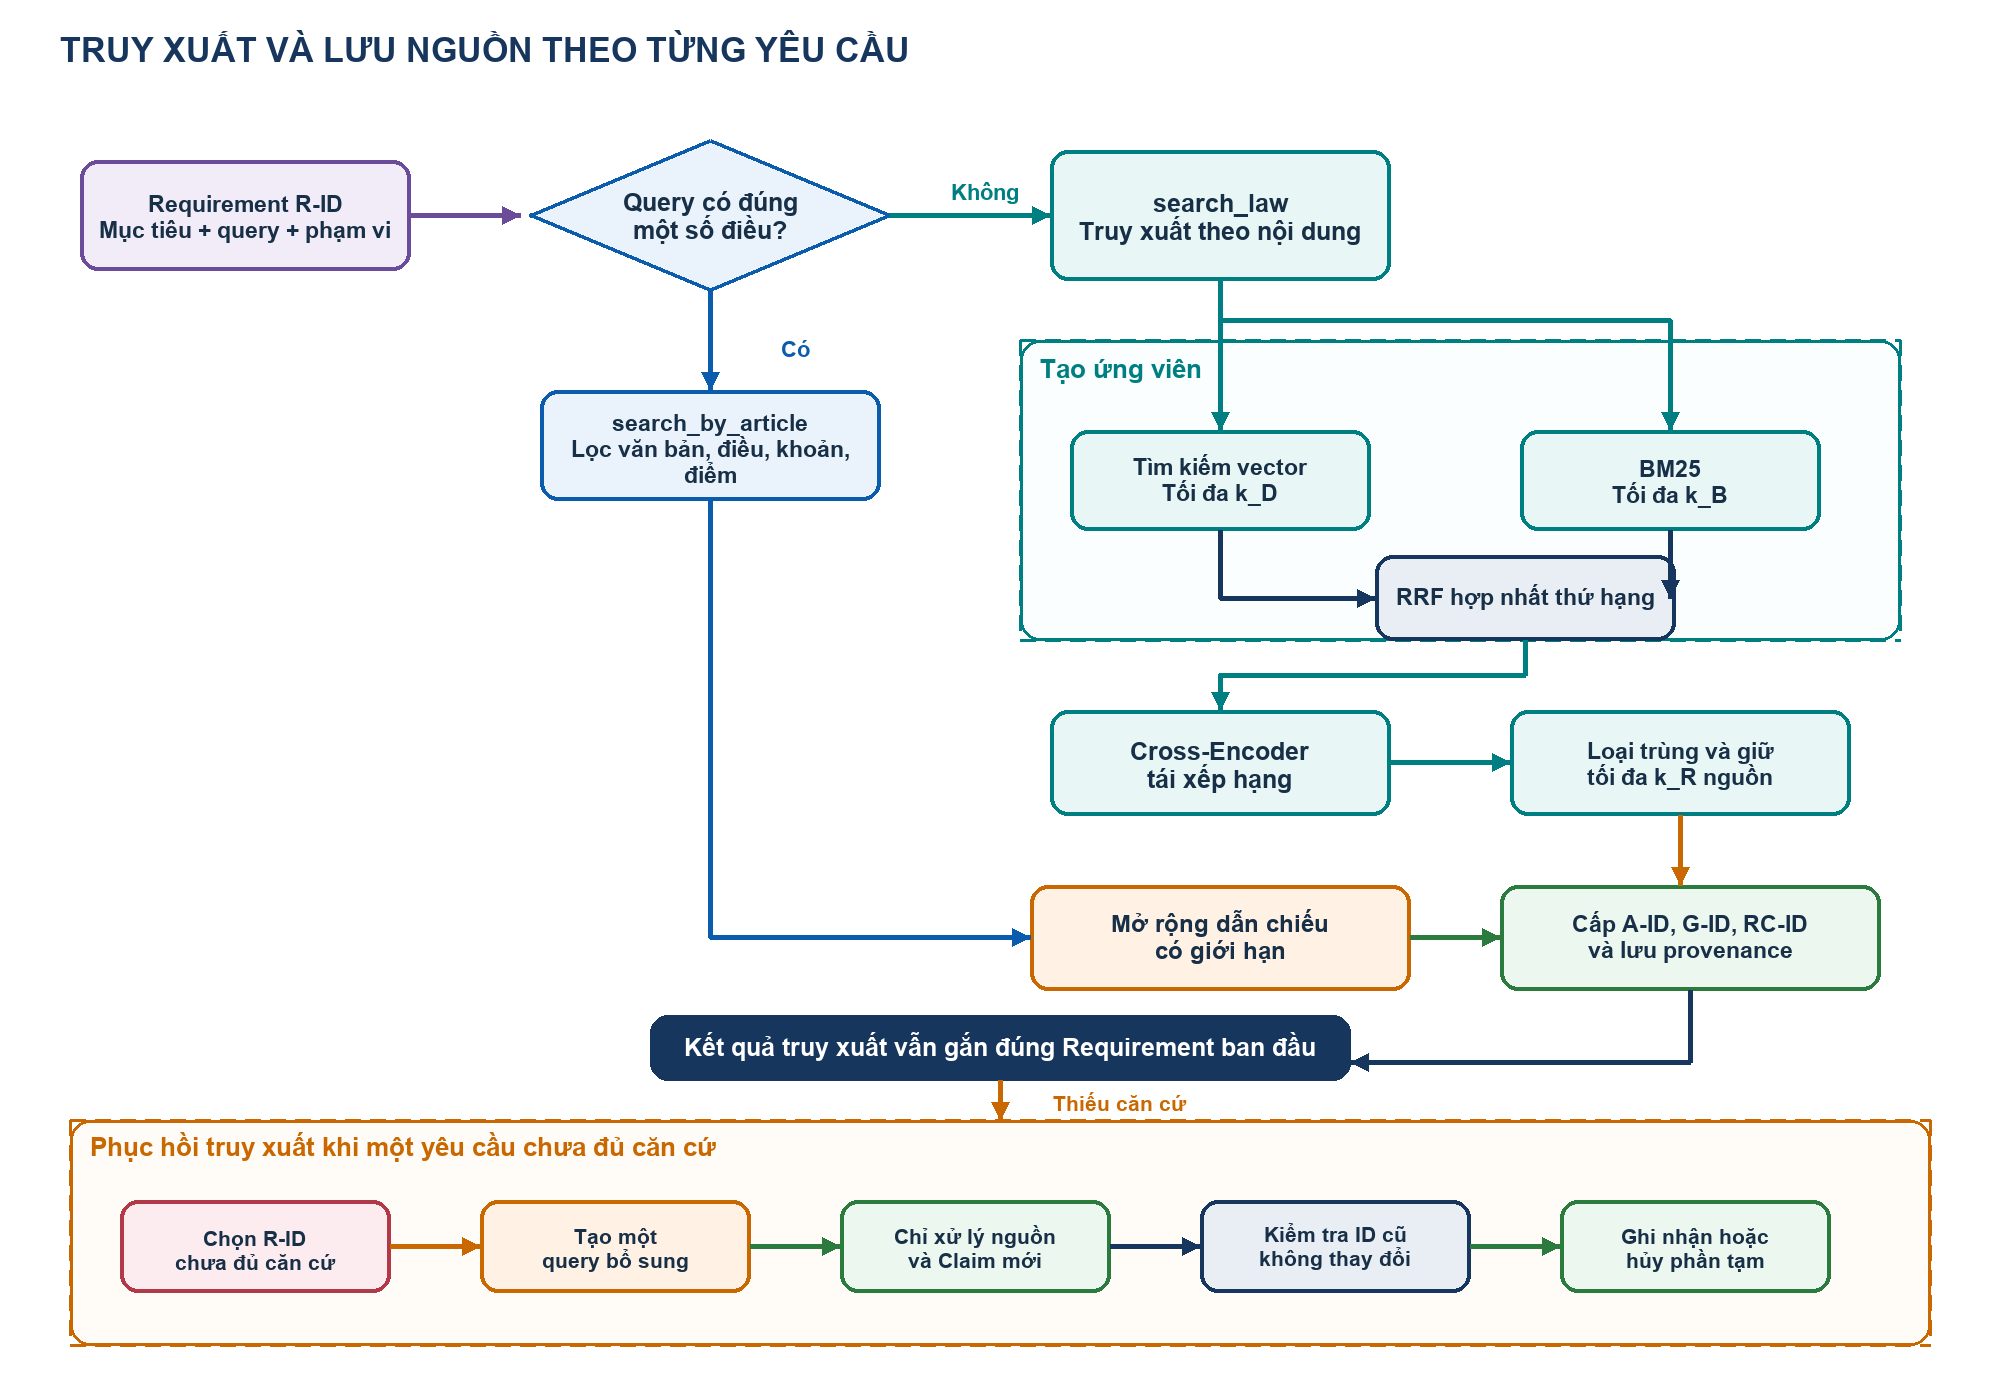 TRUY XUẤT VÀ LƯU NGUỒN THEO TỪNG YÊU CẦU
Requirement R-ID
Mục tiêu + query + phạm vi
Query có đúng
một số điều?
Không
search_law
Truy xuất theo nội dung
Có
search_by_article
Lọc văn bản, điều, khoản,
điểm
Tạo ứng viên
Tìm kiếm vector
Tối đa k_D
BM25
Tối đa k_B
RRF hợp nhất thứ hạng
Cross-Encoder
tái xếp hạng
Loại trùng và giữ
tối đa k_R nguồn
Mở rộng dẫn chiếu
có giới hạn
Cấp A-ID, G-ID, RC-ID
và lưu provenance
Kết quả truy xuất vẫn gắn đúng Requirement ban đầu
Thiếu căn cứ
Phục hồi truy xuất khi một yêu cầu chưa đủ căn cứ
Chọn R-ID
chưa đủ căn cứ
Tạo một
query bổ sung
Chỉ xử lý nguồn
và Claim mới
Kiểm tra ID cũ
không thay đổi
Ghi nhận hoặc
hủy phần tạm